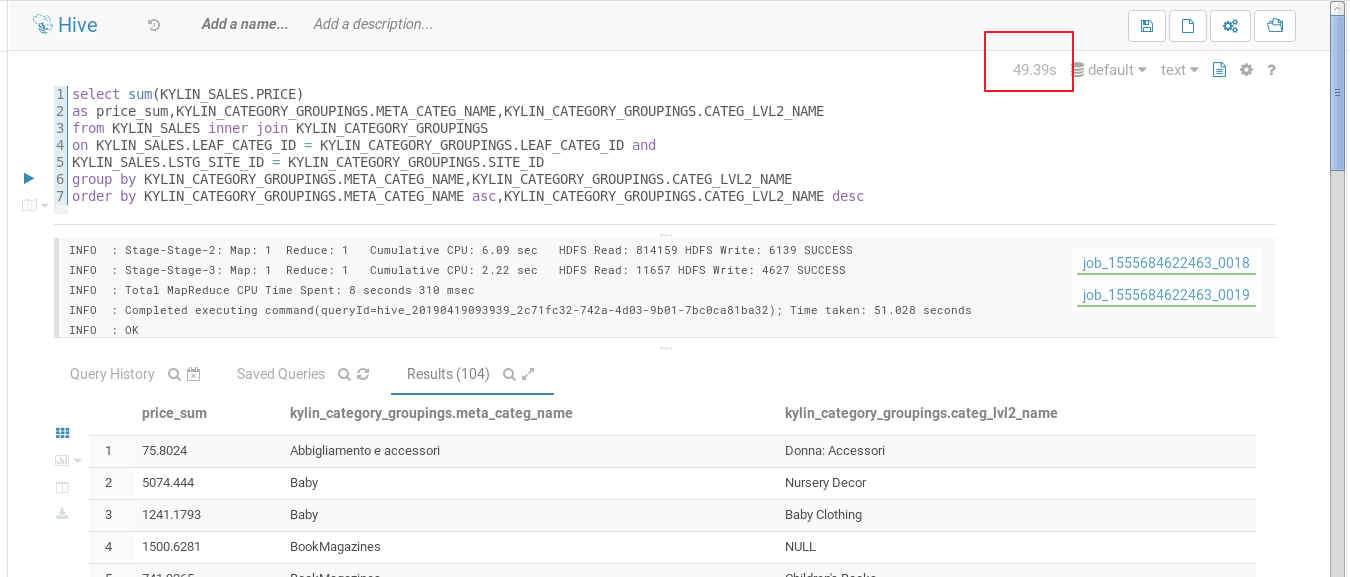 Hive Add a name... Add a description...
49.39s default text ?
1 select sum(KYLIN_SALES.PRICE)
2 as price_sum,KYLIN_CATEGORY_GROUPINGS.META_CATEG_NAME,KYLIN_CATEGORY_GROUPINGS.CATEG_LVL2_NAME
3 from KYLIN_SALES inner join KYLIN_CATEGORY_GROUPINGS
4 on KYLIN_SALES.LEAF_CATEG_ID = KYLIN_CATEGORY_GROUPINGS.LEAF_CATEG_ID and
5 KYLIN_SALES.LSTG_SITE_ID = KYLIN_CATEGORY_GROUPINGS.SITE_ID
6 group by KYLIN_CATEGORY_GROUPINGS.META_CATEG_NAME,KYLIN_CATEGORY_GROUPINGS.CATEG_LVL2_NAME
7 order by KYLIN_CATEGORY_GROUPINGS.META_CATEG_NAME asc,KYLIN_CATEGORY_GROUPINGS.CATEG_LVL2_NAME desc
INFO : Stage-Stage-2: Map: 1 Reduce: 1 Cumulative CPU: 6.09 sec HDFS Read: 814159 HDFS Write: 6139 SUCCESS
INFO : Stage-Stage-3: Map: 1 Reduce: 1 Cumulative CPU: 2.22 sec HDFS Read: 11657 HDFS Write: 4627 SUCCESS
INFO : Total MapReduce CPU Time Spent: 8 seconds 310 msec
INFO : Completed executing command(queryId=hive_20190419093939_2c71fc32-742a-4d03-9b01-7bc0ca81ba32); Time taken: 51.028 seconds
INFO : OK
job_1555684622463_0018
job_1555684622463_0019
Query History Saved Queries Results (104)
price_sum kylin_category_groupings.meta_categ_name kylin_category_groupings.categ_lvl2_name
1 75.8024 Abbigliamento e accessori Donna: Accessori
2 5074.444 Baby Nursery Decor
3 1241.1793 Baby Baby Clothing
4 1500.6281 BookMagazines NULL
BookMagazines Children's Books